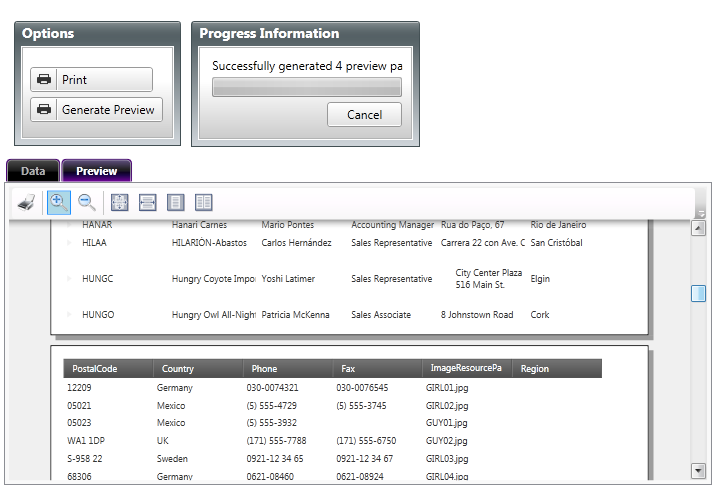 Options
Print
Generate Preview
Progress Information
Successfully generated 4 preview pa
Cancel
Data Preview
HANAR Hanari Carnes Mario Pontes Accounting Manager Rua do Paço, 67 Rio de Janeiro
HILAA HILARIÓN-Abastos Carlos Hernández Sales Representative Carrera 22 con Ave. C San Cristóbal
HUNGC Hungry Coyote Impo Yoshi Latimer Sales Representative City Center Plaza 516 Main St. Elgin
HUNGO Hungry Owl All-Night Patricia McKenna Sales Associate 8 Johnstown Road Cork
PostalCode Country Phone Fax ImageResourcePa Region
12209 Germany 030-0074321 030-0076545 GIRL01.jpg
05021 Mexico (5) 555-4729 (5) 555-3745 GIRL02.jpg
05023 Mexico (5) 555-3932 GUY01.jpg
WA1 1DP UK (171) 555-7788 (171) 555-6750 GUY02.jpg
S-958 22 Sweden 0921-12 34 65 0921-12 34 67 GIRL03.jpg
68306 Germany 0621-08460 0621-08924 GIRL04.jpg